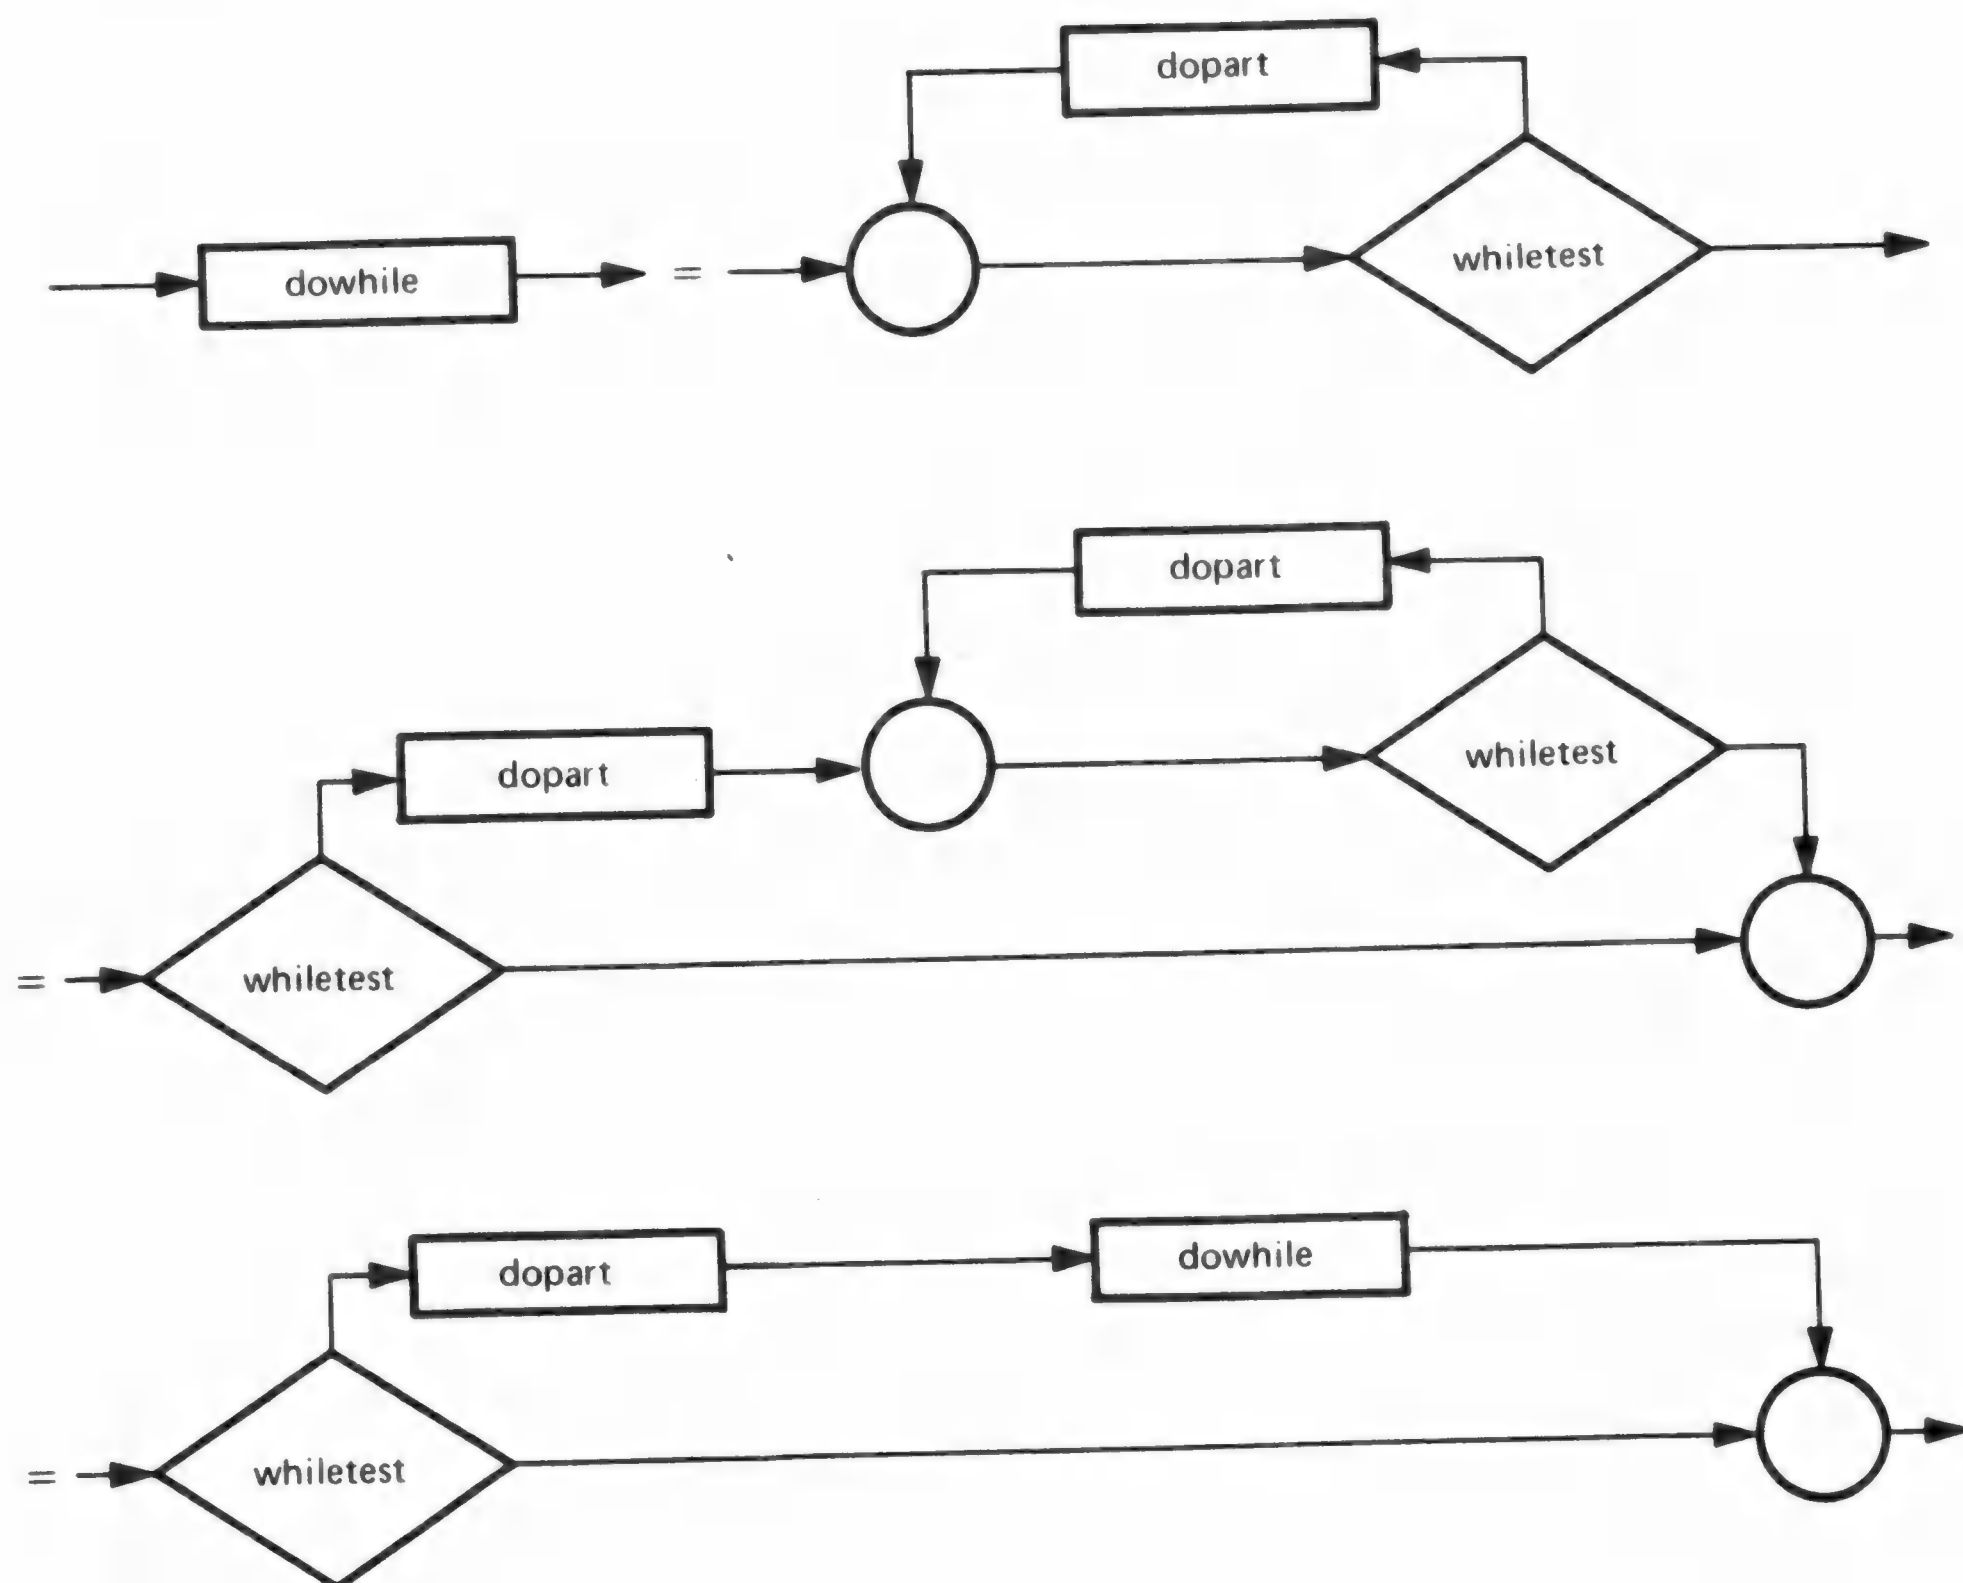 dopart
dowhile = whiletest
dopart
dopart whiletest
= whiletest
dopart dowhile
= whiletest